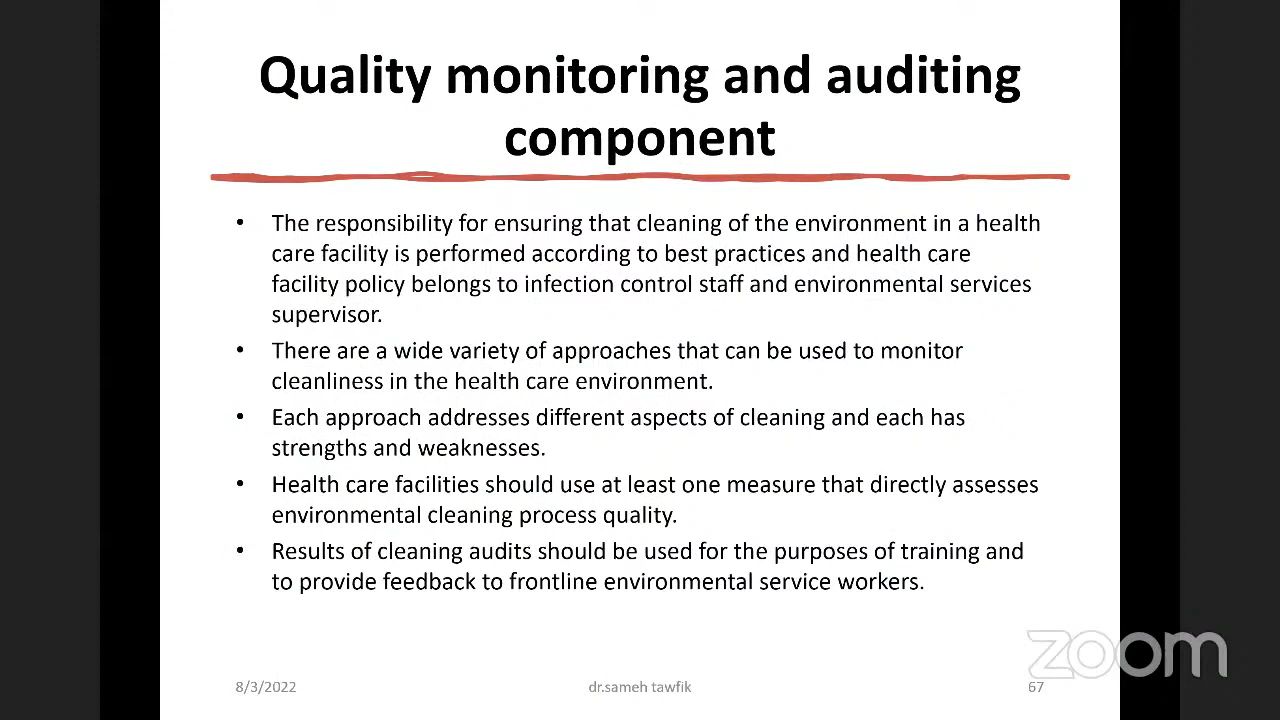 Quality monitoring and auditing
component
• The responsibility for ensuring that cleaning of the environment in a health
care facility is performed according to best practices and health care
facility policy belongs to infection control staff and environmental services
supervisor.
• There are a wide variety of approaches that can be used to monitor
cleanliness in the health care environment.
• Each approach addresses different aspects of cleaning and each has
strengths and weaknesses.
• Health care facilities should use at least one measure that directly assesses
environmental cleaning process quality.
• Results of cleaning audits should be used for the purposes of training and
to provide feedback to frontline environmental service workers.
zoom
8/3/2022 dr.sameh tawfik 67